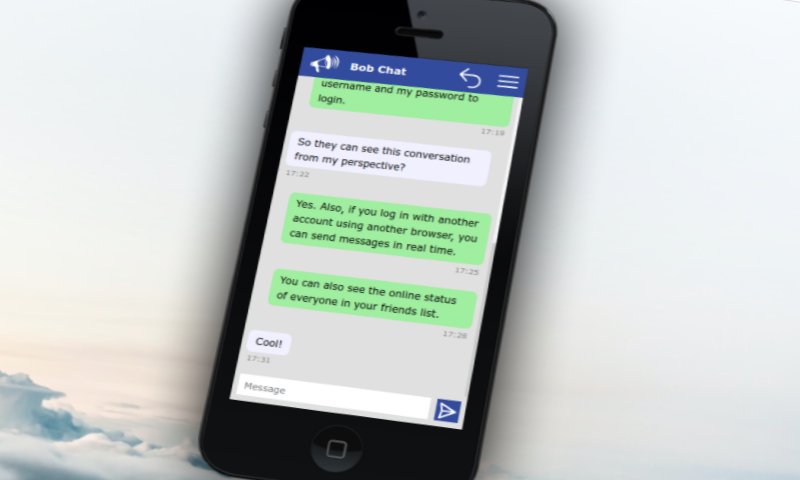 Bob Chat
username and my password to
login.
17:19
So they can see this conversation
from my perspective?
17:22
Yes. Also, if you log in with another
account using another browser, you
can send messages in real time.
17:25
You can also see the online status
of everyone in your friends list.
17:28
Cool!
17:31
Message